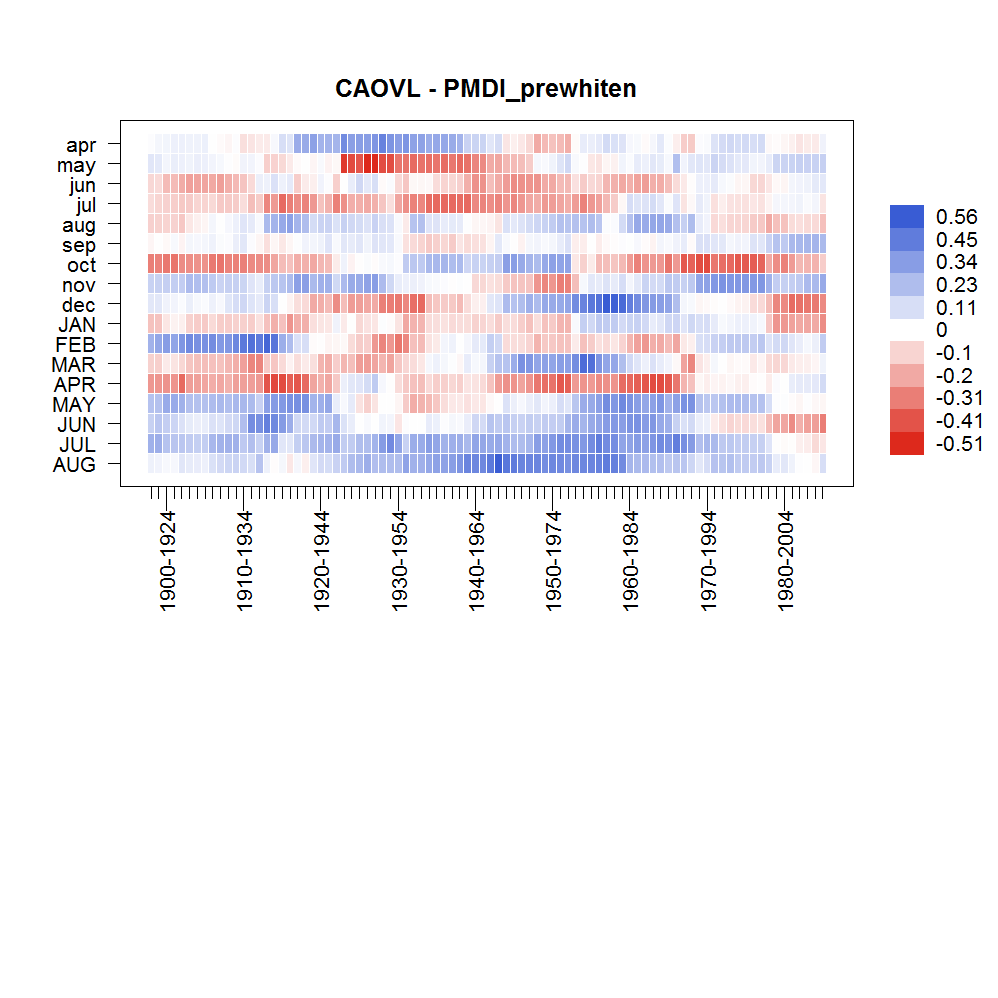 CAOVL - PMDI_prewhiten
apr
may
jun
jul
aug
sep
oct
nov
dec
JAN
FEB
MAR
APR
MAY
JUN
JUL
AUG
1900-1924
1910-1934
1920-1944
1930-1954
1940-1964
1950-1974
1960-1984
1970-1994
1980-2004
0.56
0.45
0.34
0.23
0.11
0
-0.1
-0.2
-0.31
-0.41
-0.51